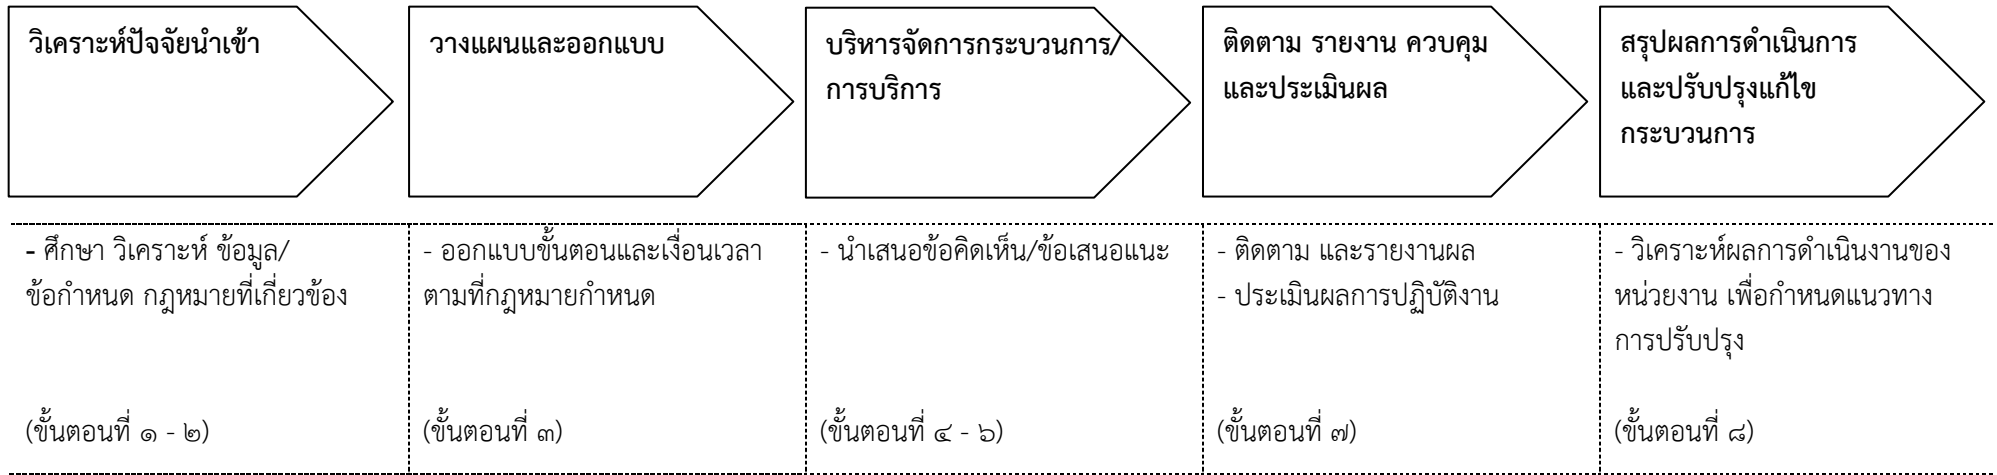 วิเคราะห์ปัจจัยนำเข้า
วางแผนและออกแบบ
บริหารจัดการกระบวนการ/
การบริการ
ติดตาม รายงาน ควบคุม
และประเมินผล
สรุปผลการดำเนินการ
และปรับปรุงแก้ไข
กระบวนการ
- ศึกษา วิเคราะห์ ข้อมูล/
ข้อกำหนด กฎหมายที่เกี่ยวข้อง
(ขั้นตอนที่ ๑ - ๒)
- ออกแบบขั้นตอนและเงื่อนเวลา
ตามที่กฎหมายกำหนด
(ขั้นตอนที่ ๓)
- นำเสนอข้อคิดเห็น/ข้อเสนอแนะ
(ขั้นตอนที่ ๔ - ๖)
- ติดตาม และรายงานผล
- ประเมินผลการปฏิบัติงาน
(ขั้นตอนที่ ๗)
- วิเคราะห์ผลการดำเนินงานของ
หน่วยงาน เพื่อกำหนดแนวทาง
การปรับปรุง
(ขั้นตอนที่ ๘)